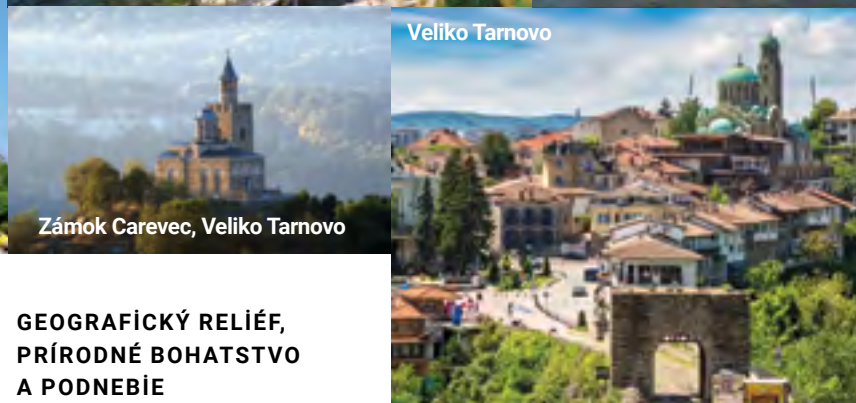 Veliko Tarnovo
Zámok Carevec, Veliko Tarnovo
GEOGRAFİCKÝ RELİÉF,
PRÍRODNÉ BOHATSTVO
A PODNEBİE